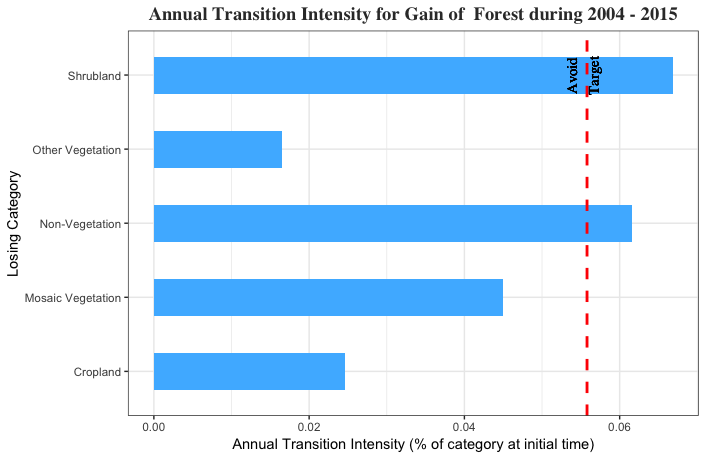 Annual Transition Intensity for Gain of  Forest during 2004 - 2015
Losing Category
Shrubland
Other Vegetation
Non-Vegetation
Mosaic Vegetation
Cropland
Avoid
Target
0.00
0.02
0.04
0.06
Annual Transition Intensity (% of category at initial time)